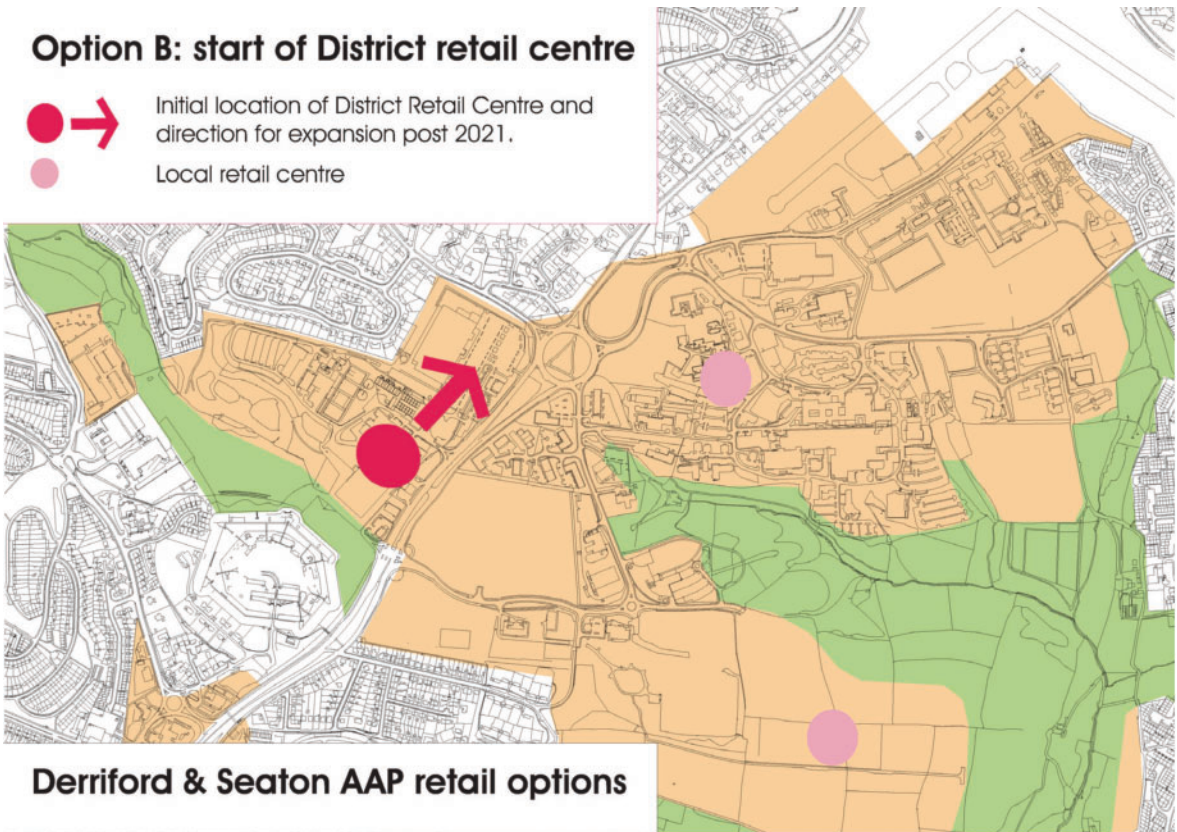 Option B: start of District retail centre
Initial location of District Retail Centre and
direction for expansion post 2021.
Local retail centre
Derriford & Seaton AAP retail options